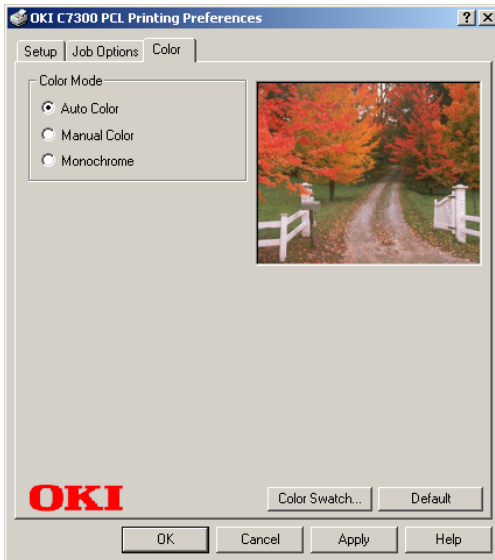 OKI C7300 PCL Printing Preferences
Setup Job Options Color
Color Mode
Auto Color
Manual Color
Monochrome
OKI
Color Swatch... Default
OK Cancel Apply Help